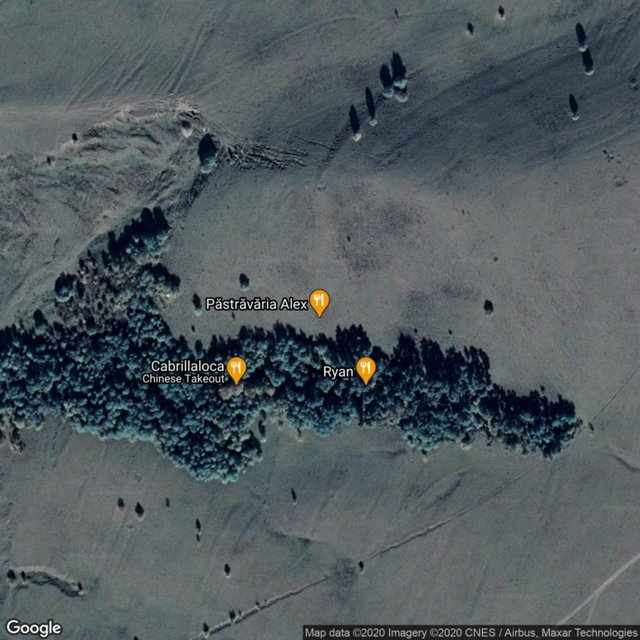 Păstrăvăria Alex
Cabrillaloca
Chinese Takeout
Ryan
Google
Map data ©2020 Imagery ©2020 CNES / Airbus, Maxar Technologies